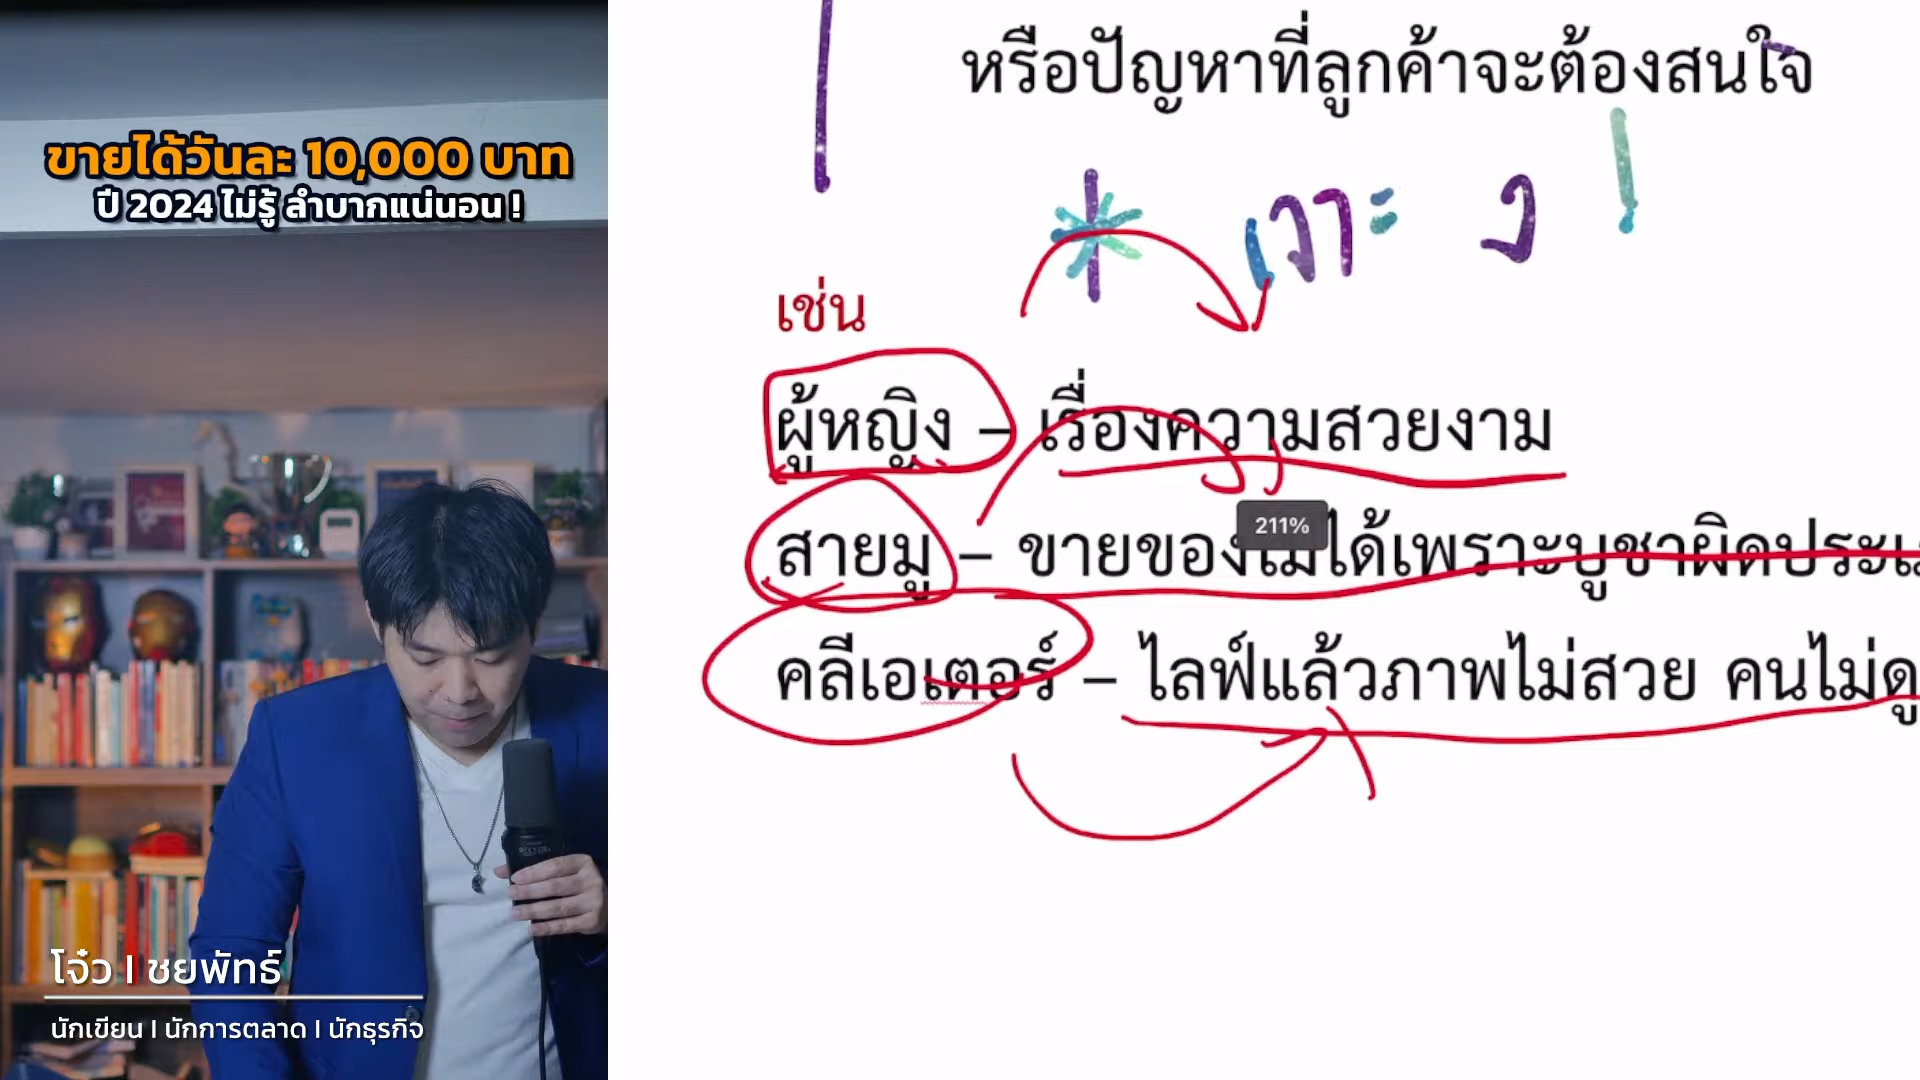 ขายได้วันละ 10,000 บาท
ปี 2024 ไม่รู้ ลำบากแน่นอน !
โจ๋ว I ชยพัทธ์
นักเขียน I นักการตลาด I นักธุรกิจ
หรือปัญหาที่ลูกค้าจะต้องสนใจ
เจาะ
เช่น
ผู้หญิง – เรื่องความสวยงาม
211%
สายมู – ขายของไม่ได้เพราะบูชาผิดประเ
คลีเอเตอร์ – ไลฟ์แล้วภาพไม่สวย คนไม่ดู